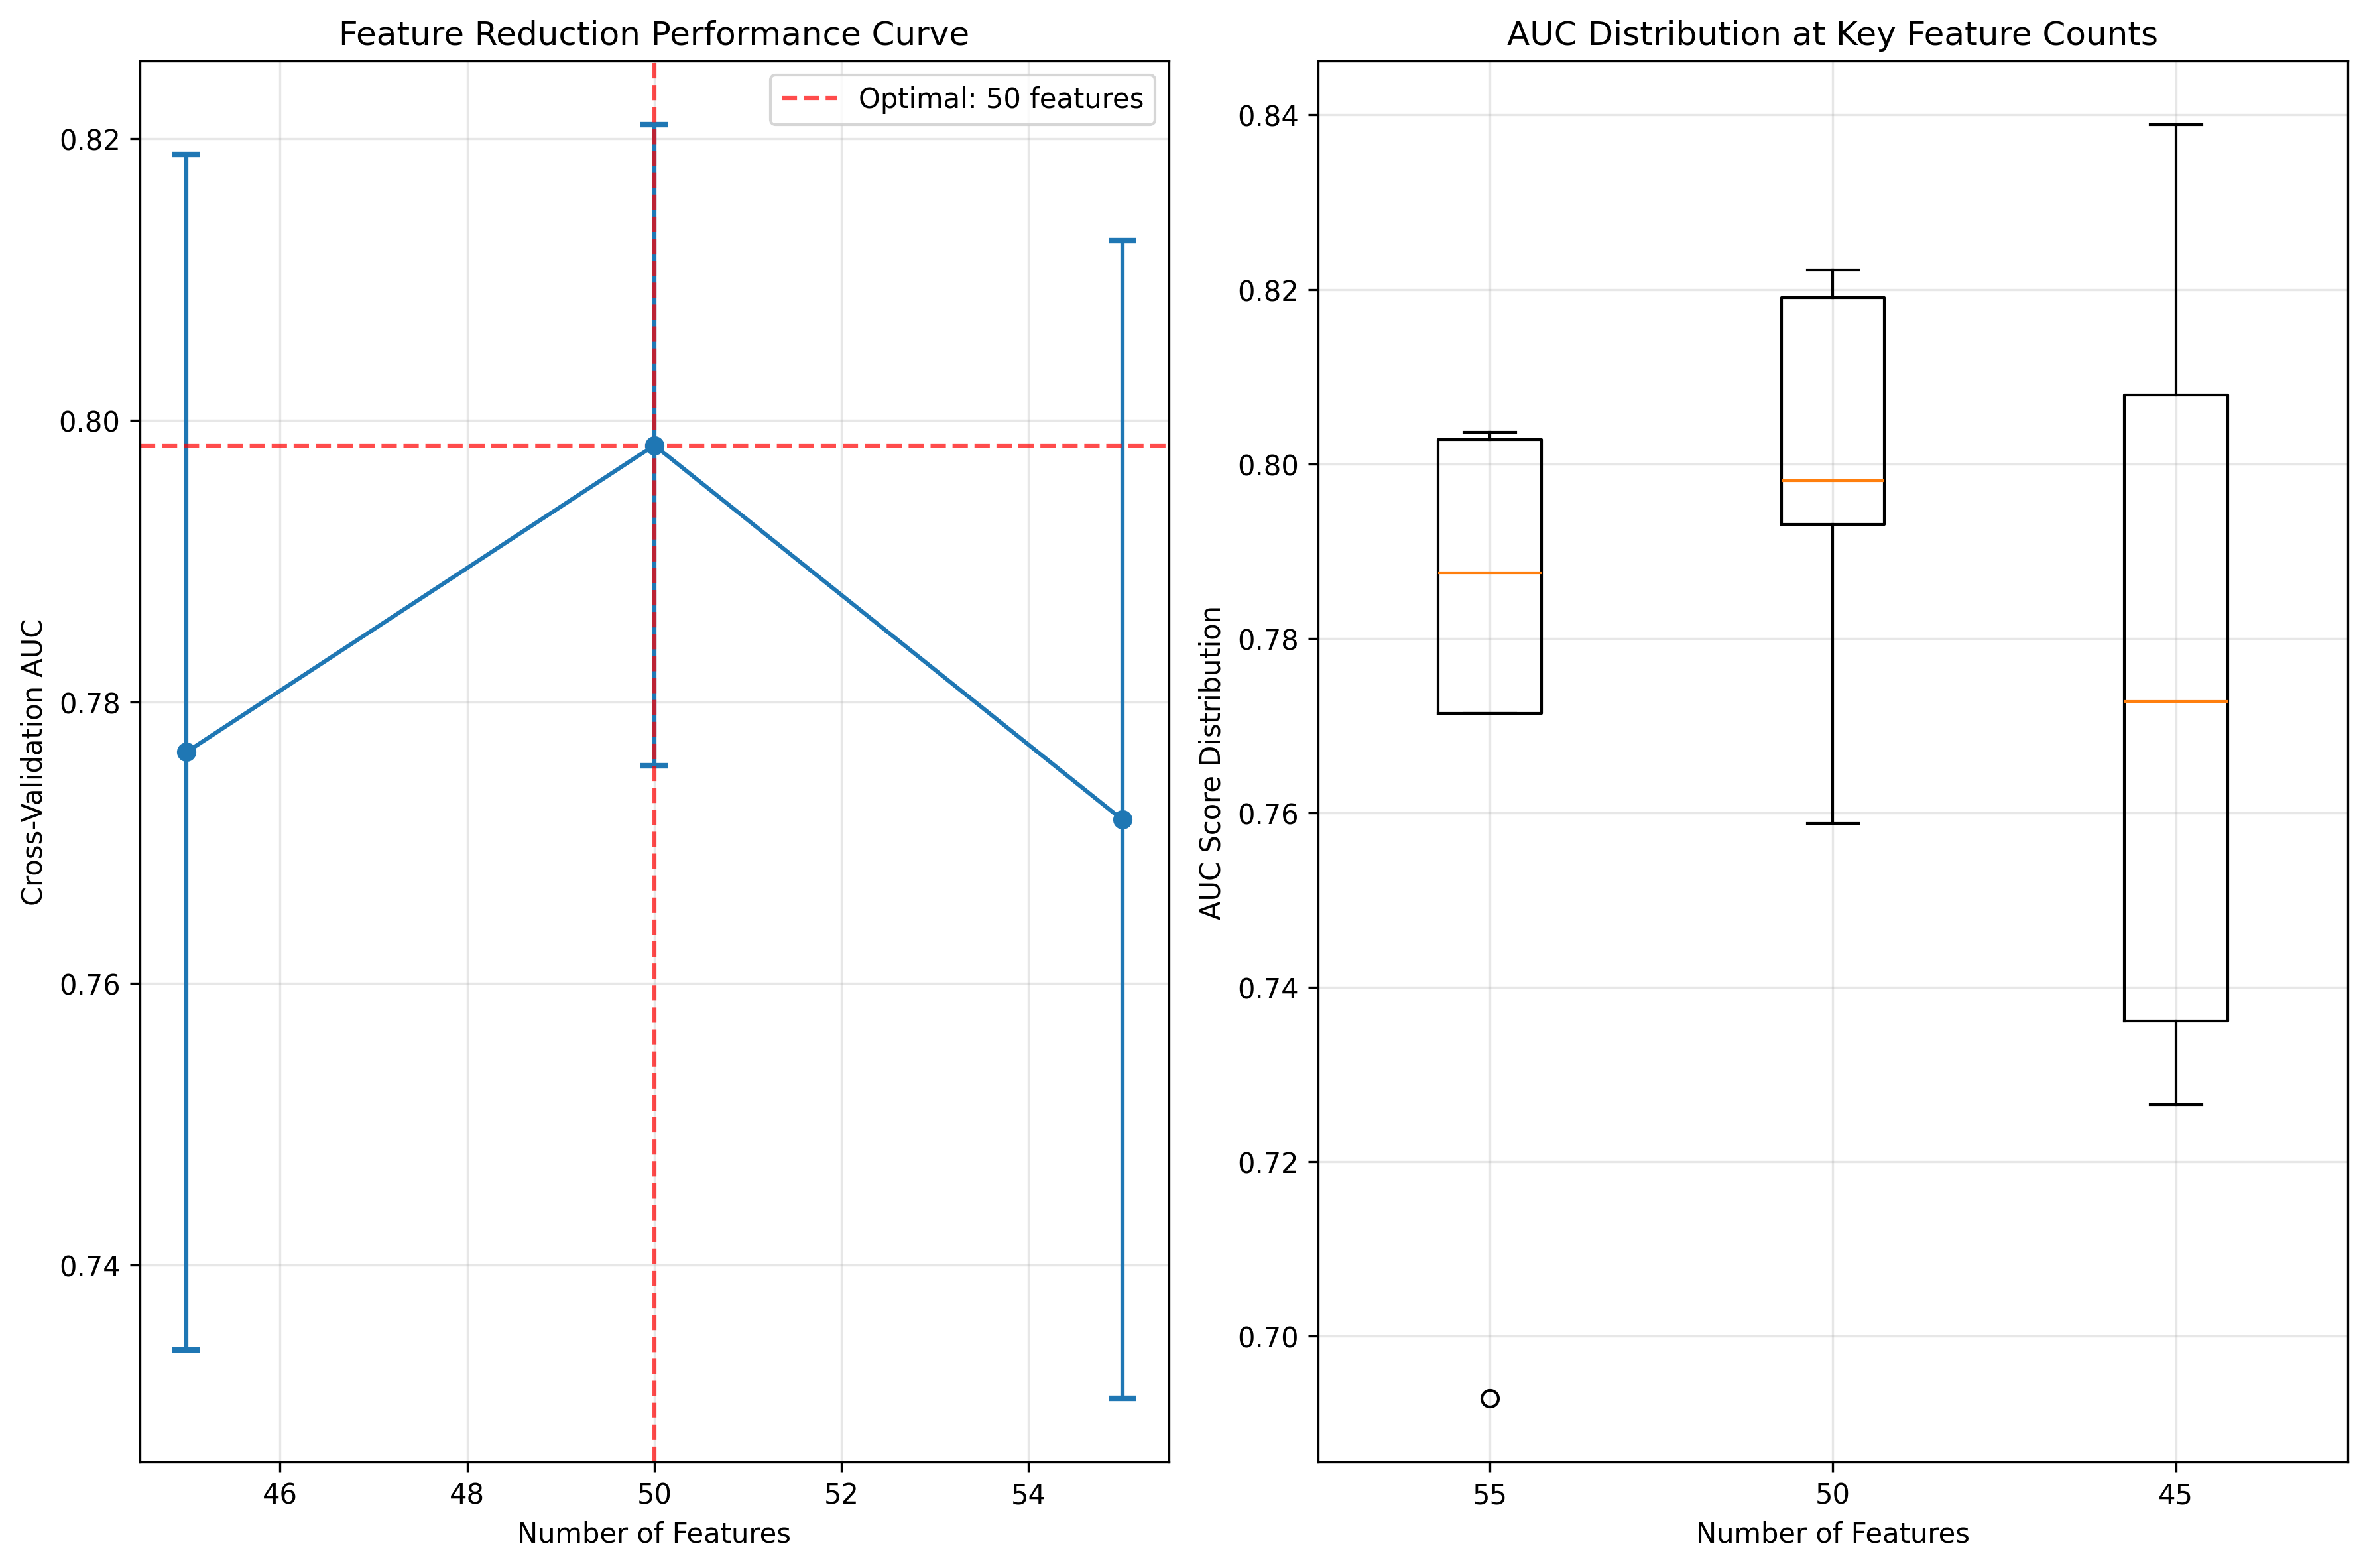 Feature Reduction Performance Curve
Optimal: 50 features
0.82
0.80
0.78
0.76
0.74
Cross-Validation AUC
46 48 50 52 54
Number of Features
AUC Distribution at Key Feature Counts
0.84
0.82
0.80
0.78
0.76
0.74
0.72
0.70
AUC Score Distribution
55 50 45
Number of Features